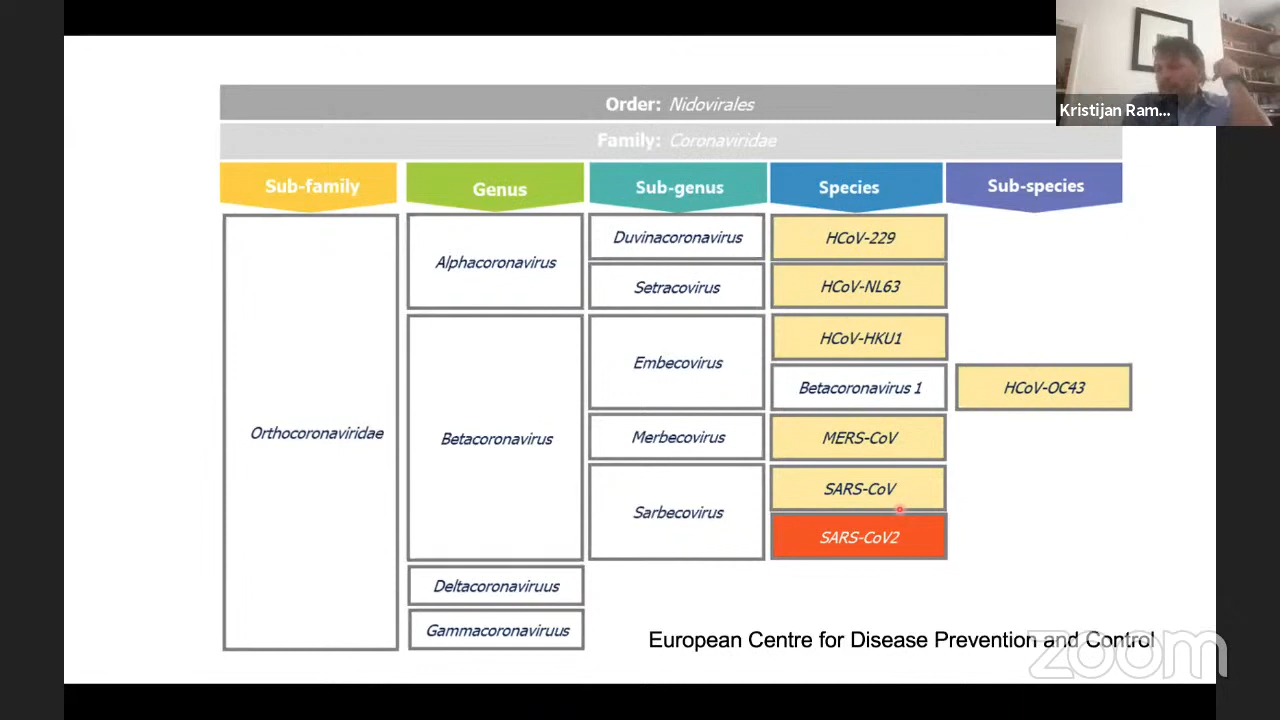 Order: Nidovirales
Kristijan Ram...
Family: Coronaviridae
Sub-family
Genus
Sub-genus
Species
Sub-species
Orthocoronaviridae
Alphacoronavirus
Duvinacoronavirus
HCoV-229
Setracovirus
HCoV-NL63
Betacoronavirus
Embecovirus
HCoV-HKU1
Betacoronavirus 1
HCoV-OC43
Merbecovirus
MERS-CoV
Sarbecovirus
SARS-CoV
SARS-CoV2
Deltacoronaviruus
Gammacoronaviruus
European Centre for Disease Prevention and Control
zoom